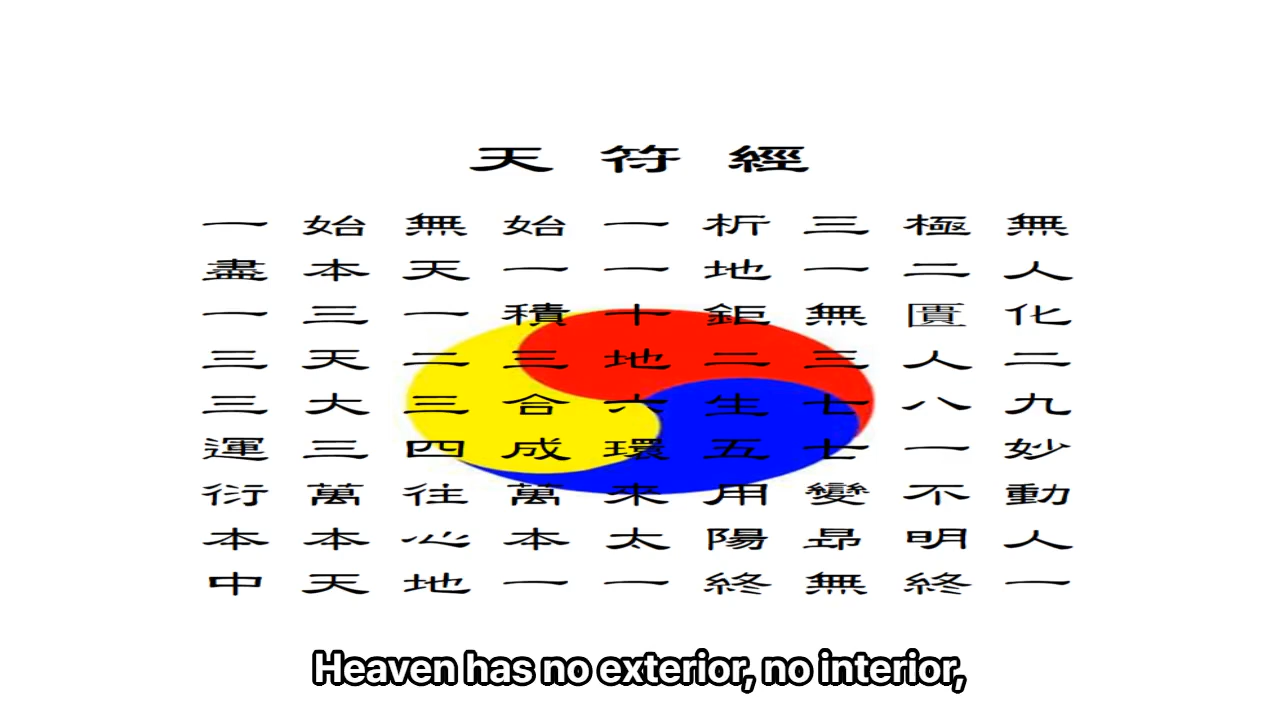 天 符 經
一 始 無 始 一 析 三 極 無
盡 本 天 一 一 地 一 二 人
一 三 一 積 十 鉅 無 匱 化
三 天 二 三 地 二 三 人 二
三 大 三 合 六 生 七 八 九
運 三 四 成 環 五 七 一 妙
衍 萬 往 萬 來 用 變 不 動
本 本 心 本 太 陽 昻 明 人
中 天 地 一 一 終 無 終 一
Heaven has no exterior, no interior,